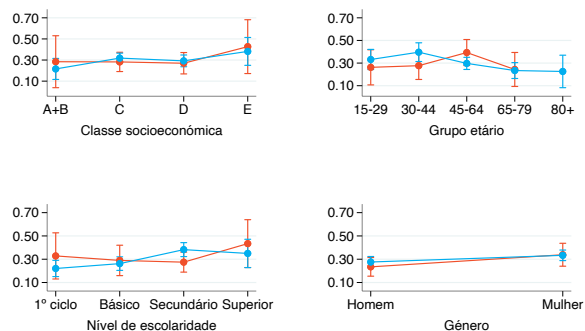 0.70
0.50
0.30
0.10
A+B C D E
Classe socioeconómica
0.70
0.50
0.30
0.10
15-29 30-44 45-64 65-79 80+
Grupo etário
0.70
0.50
0.30
0.10
1º ciclo Básico Secundário Superior
Nível de escolaridade
0.70
0.50
0.30
0.10
Homem Mulher
Género